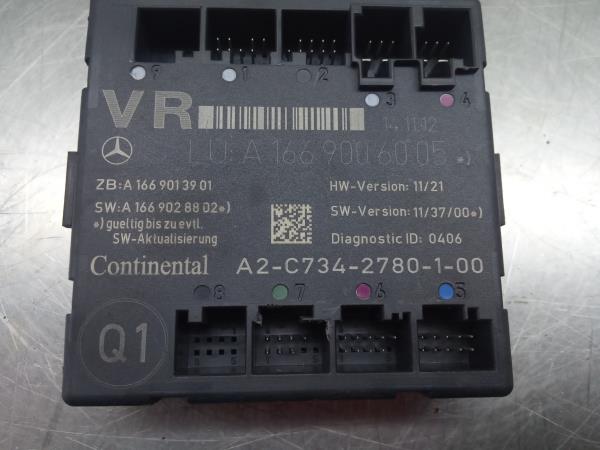 9 1 2 3 4
VR
14.11.12
LU: A 166 900 60 05 •)
ZB: A 166 901 39 01
HW-Version: 11/21
SW: A 166 902 88 02 •)
SW-Version: 11/37/00 •)
•) gueltig bis zu evtl.
SW-Aktualisierung
Diagnostic ID: 0406
Continental
A2-C734-2780-1-00
8 7 6 5
Q1